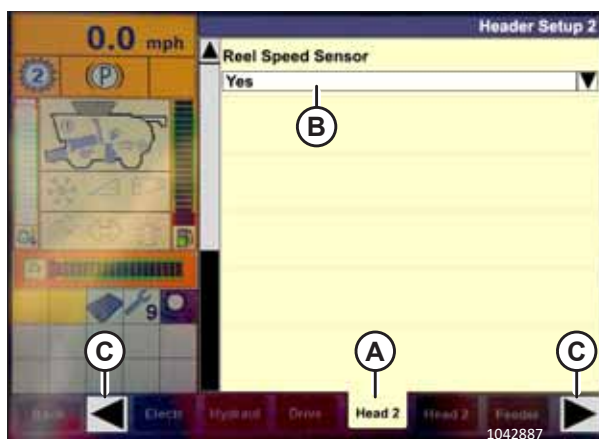 Header Setup 2
0.0 mph
Reel Speed Sensor
Yes
B
2
P
9
C
A
C
Back
Electr
Hydraul
Drive
Head 2
Head 2
Feeder
1042887